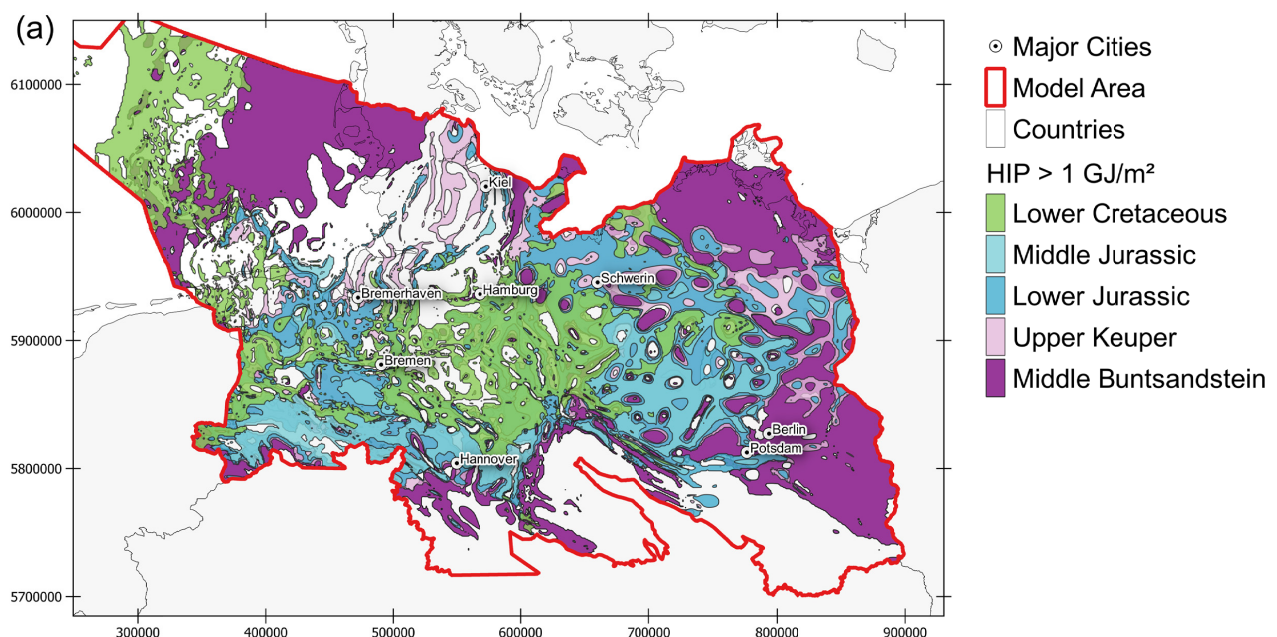 (a)
Major Cities
Model Area
Countries
HIP > 1 GJ/m²
Lower Cretaceous
Middle Jurassic
Lower Jurassic
Upper Keuper
Middle Buntsandstein
6100000
6000000
5900000
5800000
5700000
Kiel
Schwerin
Bremerhaven
Hamburg
Bremen
Berlin
Potsdam
Hannover
300000
400000
500000
600000
700000
800000
900000